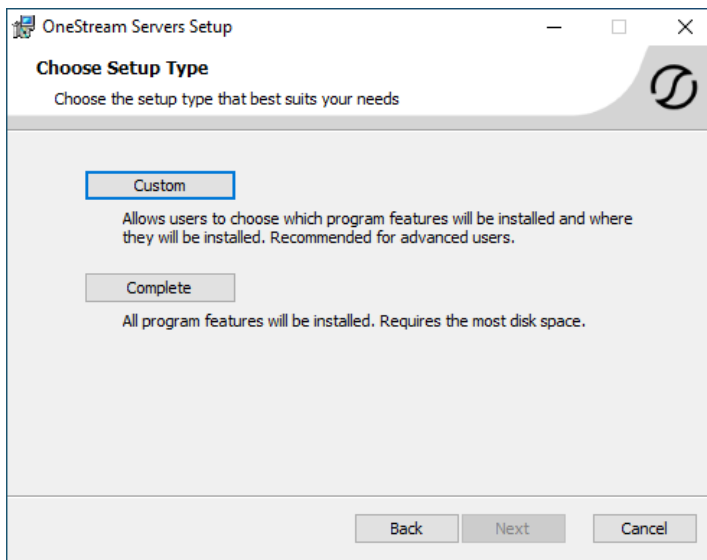 OneStream Servers Setup
Choose Setup Type
Choose the setup type that best suits your needs
Custom
Allows users to choose which program features will be installed and where
they will be installed. Recommended for advanced users.
Complete
All program features will be installed. Requires the most disk space.
Back
Next
Cancel